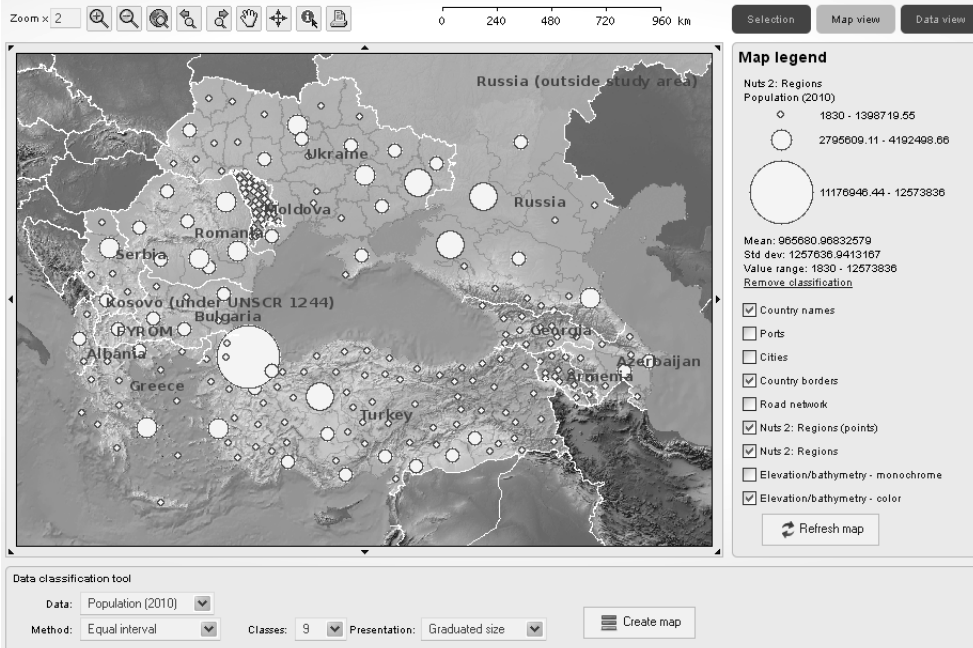 Zoom x 2
0 240 480 720 960 km
Selection Map view Data view
Russia (outside study area)
Ukraine
Moldova
Russia
Romania
Serbia
Kosovo (under UNSCR 1244)
Bulgaria
FYROM
Albania
Georgia
Azerbaijan
Armenia
Greece
Turkey
Map legend
Nuts 2: Regions
Population (2010)
1830 - 1398719.55
2795609.11 - 4192498.66
11176946.44 - 12573836
Mean: 965680.96832579
Std dev: 1257636.9413167
Value range: 1830 - 12573836
Remove classification
Country names
Ports
Cities
Country borders
Road network
Nuts 2: Regions (points)
Nuts 2: Regions
Elevation/bathymetry - monochrome
Elevation/bathymetry - color
Refresh map
Data classification tool
Data: Population (2010)
Method: Equal interval Classes: 9 Presentation: Graduated size Create map